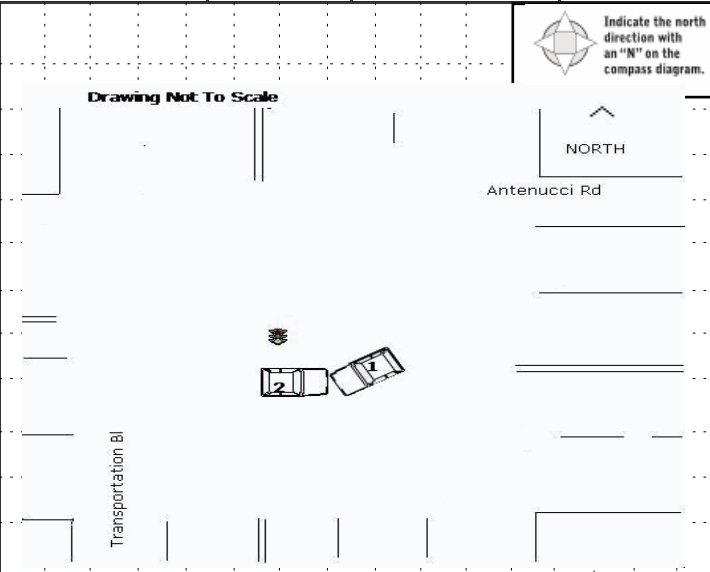 Indicate the north
direction with
an “N” on the
compass diagram.
Drawing Not To Scale
NORTH
Antenucci Rd
1
2
Transportation Bl